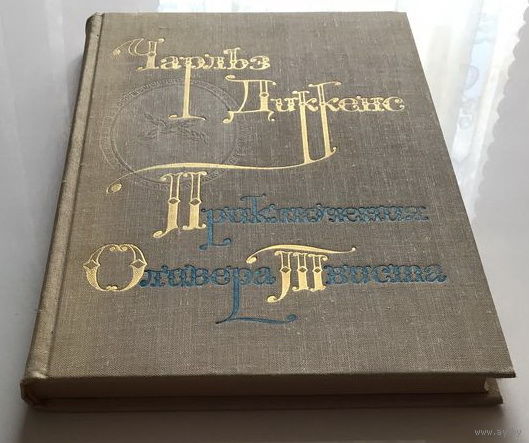 Чарльз
Диккенс
Приключения
Оливера Твиста